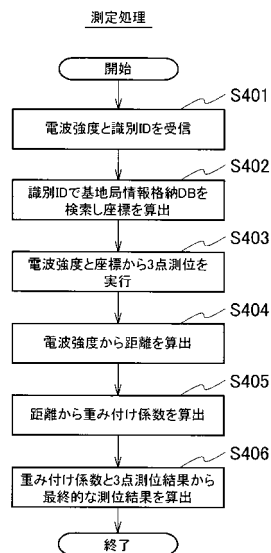 測定処理
開始
S401
電波強度と識別IDを受信
S402
識別IDで基地局情報格納DBを
検索し座標を算出
S403
電波強度と座標から3点測位を
実行
S404
電波強度から距離を算出
S405
距離から重み付け係数を算出
S406
重み付け係数と3点測位結果から
最終的な測位結果を算出
終了